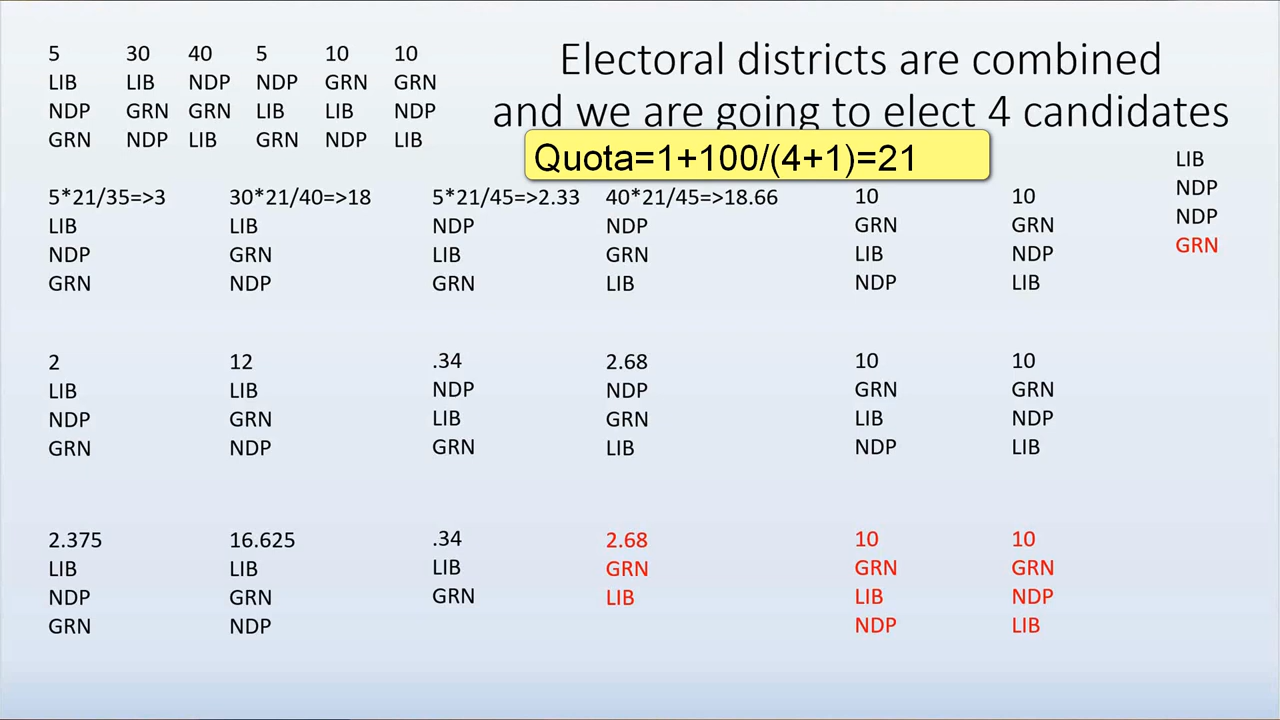 Electoral districts are combined
and we are going to elect 4 candidates
Quota=1+100/(4+1)=21
5 30 40 5 10 10
LIB LIB NDP NDP GRN GRN
NDP GRN GRN LIB LIB NDP
GRN NDP LIB GRN NDP LIB
LIB
NDP
NDP
GRN
5*21/35=>3 30*21/40=>18 5*21/45=>2.33 40*21/45=>18.66 10 10
LIB LIB NDP NDP GRN GRN
NDP GRN LIB GRN LIB NDP
GRN NDP GRN LIB NDP LIB
2 12 .34 2.68 10 10
LIB LIB NDP NDP GRN GRN
NDP GRN LIB GRN LIB NDP
GRN NDP GRN LIB NDP LIB
2.375 16.625 .34 2.68 10 10
LIB LIB LIB GRN GRN GRN
NDP GRN GRN LIB LIB NDP
GRN NDP NDP LIB